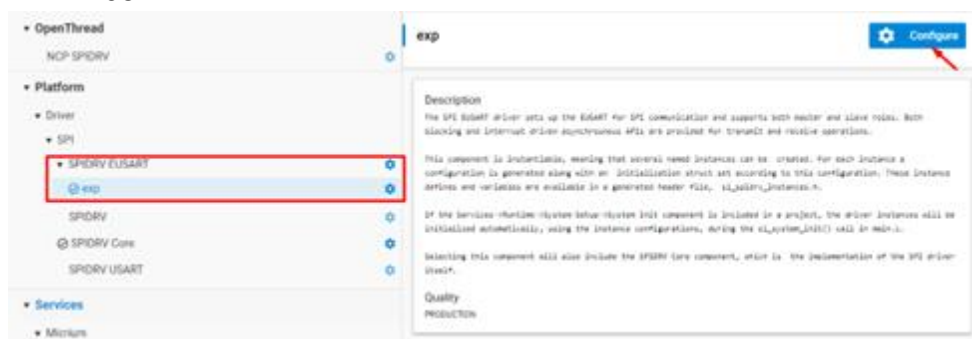 OpenThread
NCP SPIDRV
Platform
Driver
SPI
SPIDRV EUSART
exp
SPIDRV
SPIDRV Core
SPIDRV USART
Services
Micrium
exp
Configure
Description
The SPI EUSART driver sets up the EUSART for SPI communication and supports both master and slave roles. Both
blocking and interrupt driven asynchronous APIs are provided for transmit and receive operations.
This component is instantiable, meaning that several named instances can be created. For each instance a
configuration is generated along with an initialization struct set according to this configuration. These instance
defines and variables are available in a generated header file, sl_spidrv_instances.h.
If the Services->Runtime->System Setup->System Init component is included in a project, the driver instances will be
initialized automatically, using the instance configurations, during the sl_system_init() call in main.c.
Selecting this component will also include the SPIDRV Core component, which is the implementation of the SPI driver
itself.
Quality
PRODUCTION